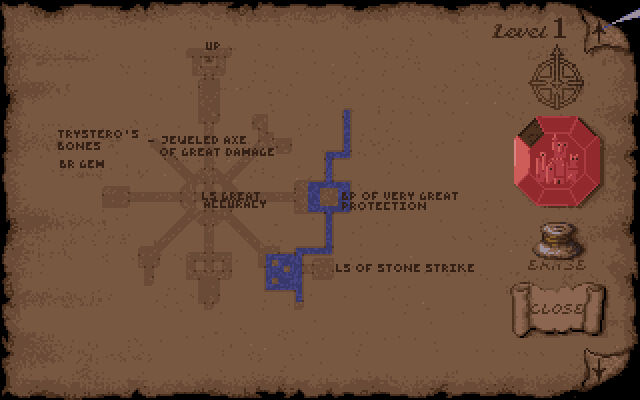 Level 1
UP
TRYSTERO'S
BONES
- JEWELED AXE
OF GREAT DAMAGE
BR GEM
LS GREAT
ACCURACY
BP OF VERY GREAT
PROTECTION
LS OF STONE STRIKE
ERASE
CLOSE